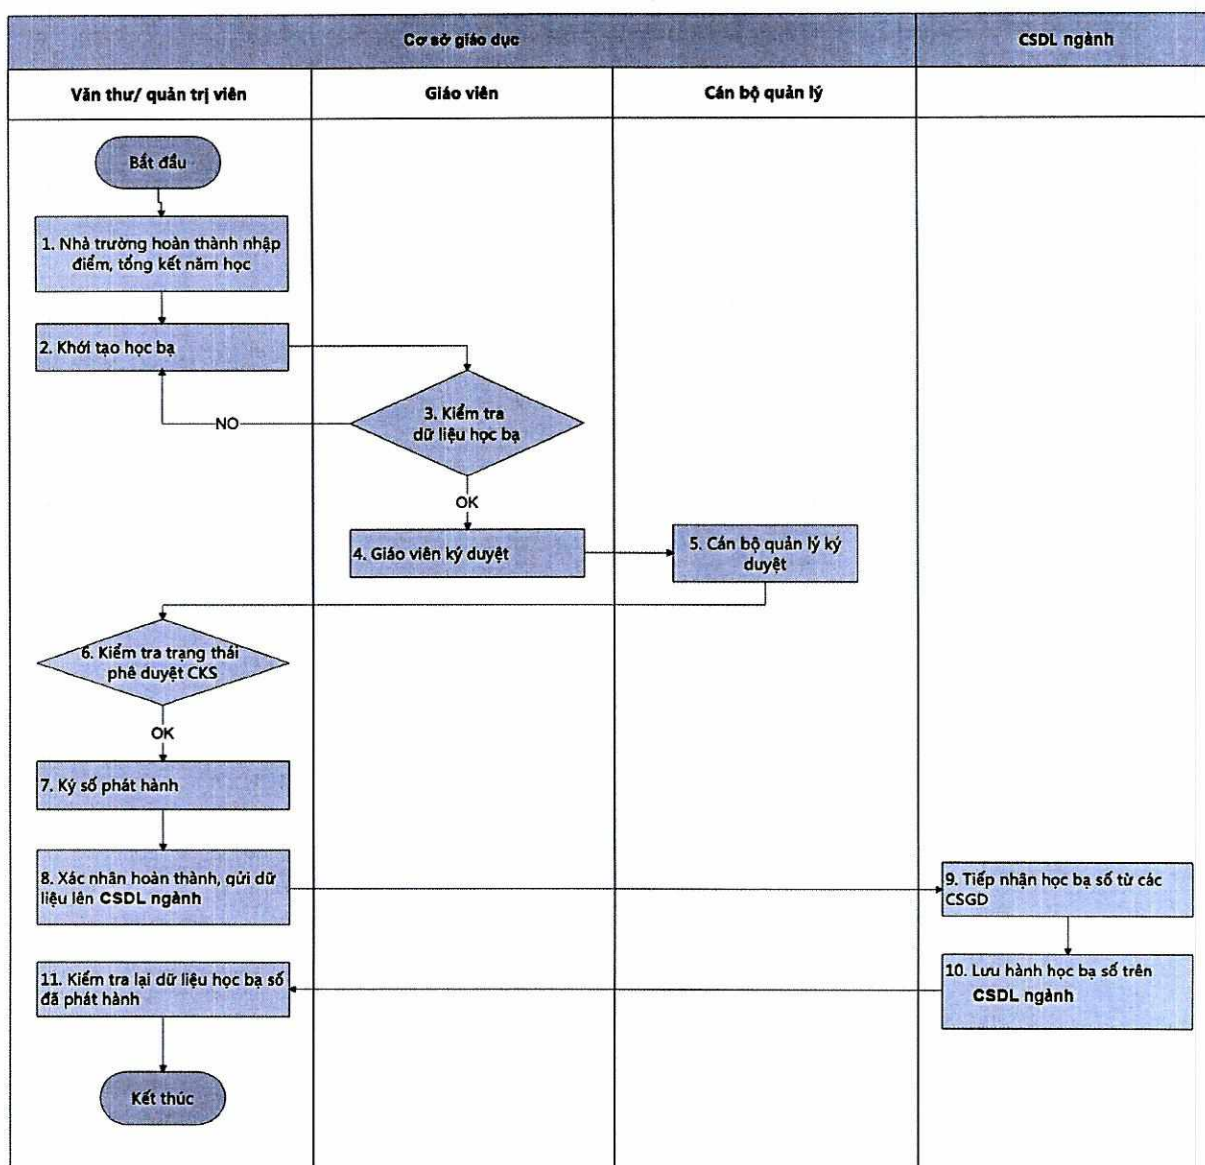 Cơ sở giáo dục
CSDL ngành
Văn thư/ quản trị viên
Giáo viên
Cán bộ quản lý
Bắt đầu
1. Nhà trường hoàn thành nhập
điểm, tổng kết năm học
2. Khởi tạo học bạ
3. Kiểm tra
dữ liệu học bạ
NO
OK
4. Giáo viên ký duyệt
5. Cán bộ quản lý ký
duyệt
6. Kiểm tra trạng thái
phê duyệt CKS
OK
7. Ký số phát hành
8. Xác nhận hoàn thành, gửi dữ
liệu lên CSDL ngành
9. Tiếp nhận học bạ số từ các
CSGD
10. Lưu hành học bạ số trên
CSDL ngành
11. Kiểm tra lại dữ liệu học bạ số
đã phát hành
Kết thúc